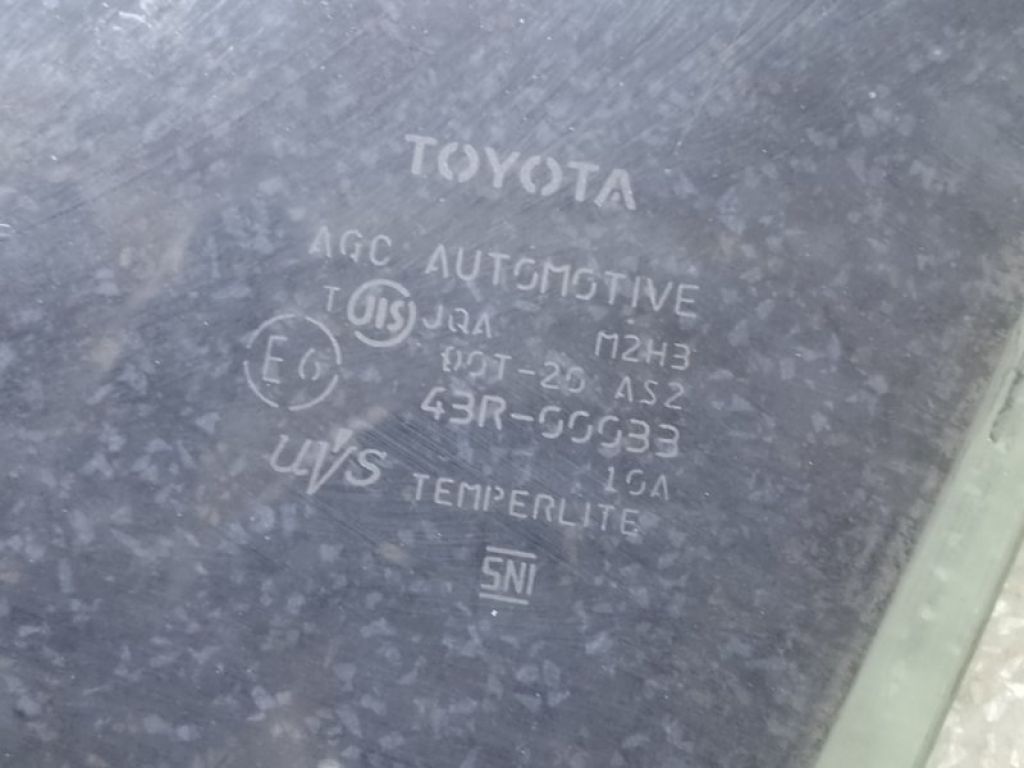 TOYOTA
AGC AUTOMOTIVE
T JIS JQA M2H3
E6 DOT-20 AS2
43R-00033
UVS 10A
TEMPERLITE
SNI